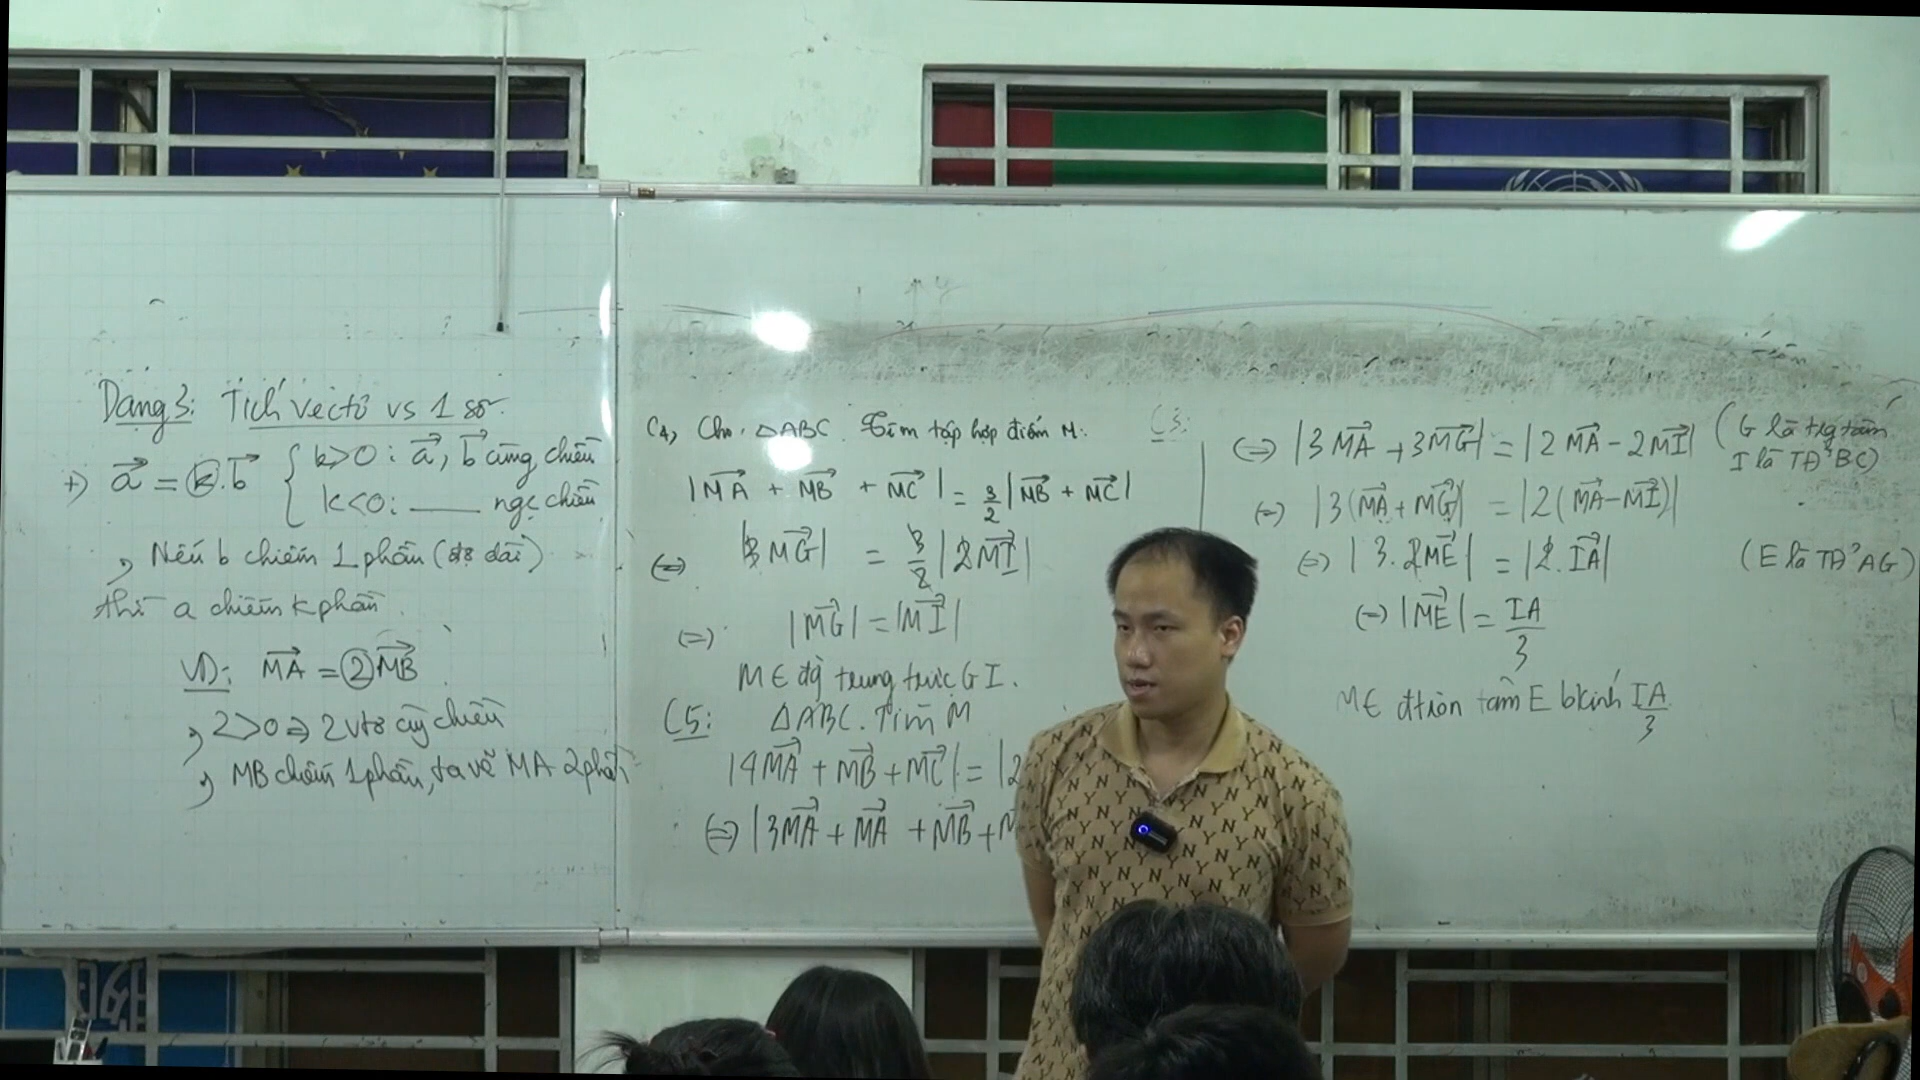 Dạng 3: Tích vectơ vs 1 số.
+) a⃗ = k.b⃗ { k>0: a⃗, b⃗ cùng chiều
k<0: ____ ngc chiều
, Nếu b chiếm 1 phần (độ dài)
thì a chiếm k phần.
VD: MA⃗ = 2MB⃗.
, 2>0 => 2 vtơ cg chiều
, MB chiếm 1 phần, ta vẽ MA 2 phần
C4, Cho ΔABC. Tìm tập hợp điểm M:
|MA⃗ + MB⃗ + MC⃗| = 3/2 |MB⃗ + MC⃗|
(=) |3MG⃗| = 3/2 |2MI⃗|
(=) |MG⃗| = |MI⃗|
M ∈ đg trung trực GI.
C5: ΔABC. Tìm M
|4MA⃗ + MB⃗ + MC⃗| = |2
(=) |3MA⃗ + MA⃗ + MB⃗ +
C3:
(=) |3MA⃗ + 3MG⃗| = |2MA⃗ - 2MI⃗| (G là trg tâm
I là TĐ BC)
(=) |3(MA⃗ + MG⃗)| = |2(MA⃗ - MI⃗)|
(=) |3.2ME⃗| = |2.IA⃗| (E là TĐ AG)
(=) |ME⃗| = IA/3
M ∈ đtròn tâm E bkính IA/3.